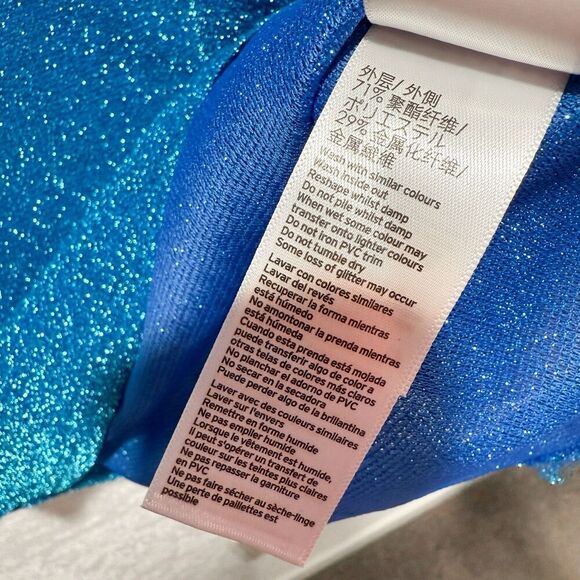 外层/ 外側
71% 聚酯纤维/
ポリエステル
29% 金属化纤维/
金属繊維
Wash with similar colours
Wash inside out
Reshape whilst damp
Do not pile whilst damp
When wet some colour may
transfer onto lighter colours
Do not Iron PVC trim
Do not tumble dry
Some loss of glitter may occur
Lavar con colores similares
Lavar del revés
Recuperar la forma mientras
está húmedo
No amontonar la prenda mientras
está húmeda
Cuando esta prenda está mojada
puede transferir algo de color a
otras telas de colores más claros
No planchar el adorno de PVC
No secar en la secadora
Puede perder algo de la brillantina
Laver avec des couleurs similaires
Laver sur l'envers
Remettre en forme humide
Ne pas empiler humide
Lorsque le vêtement est humide,
il peut s'opérer un transfert de
couleur sur les teintes plus claires
Ne pas repasser la garniture
en PVC
Ne pas faire sécher au sèche-linge
Une perte de paillettes est
possible